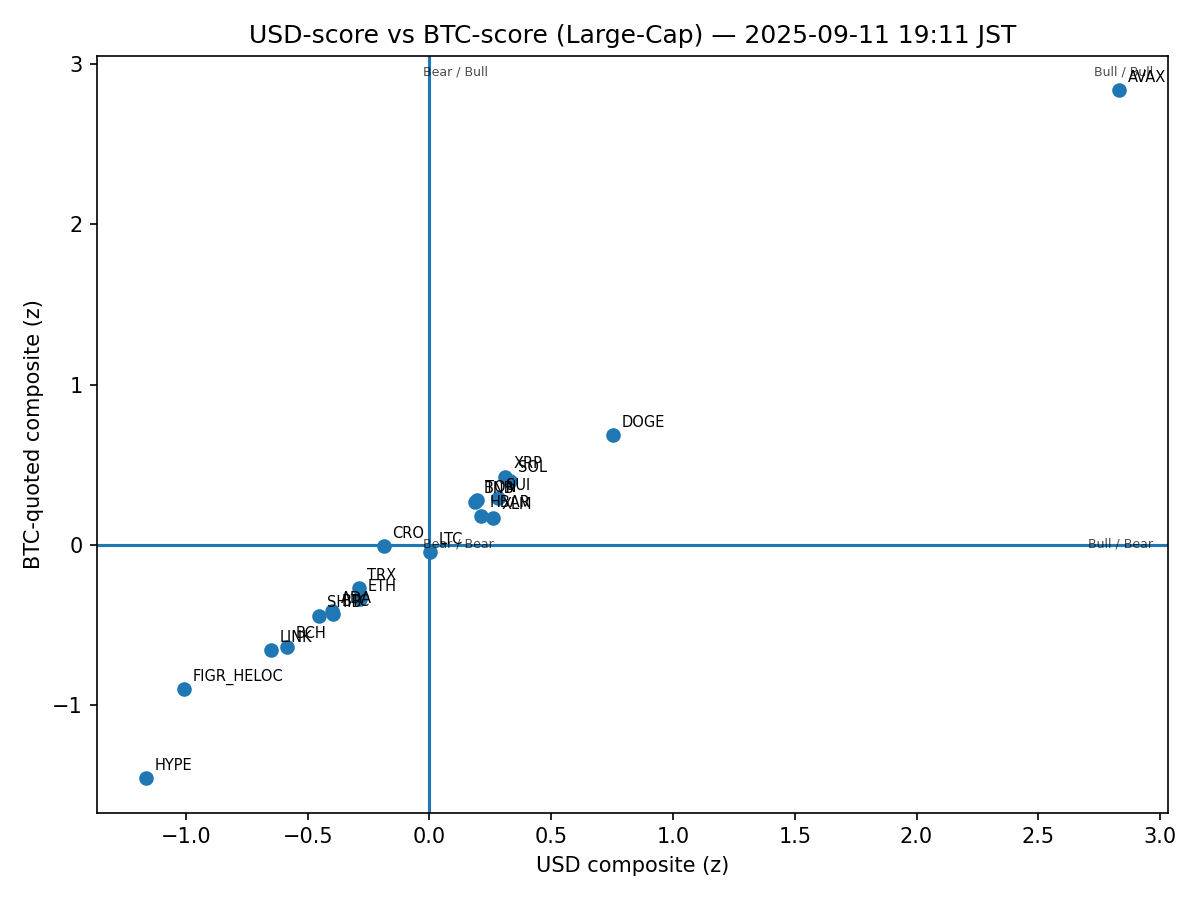 USD-score vs BTC-score (Large-Cap) — 2025-09-11 19:11 JST
3
Bear / Bull
Bull / Bull
AVAX
2
1
DOGE
XRP
SOL
SUI
TON
BNB
HBAR
XLM
CRO
LTC
0
Bear / Bear
Bull / Bear
TRX
ETH
ADA
SHIB
BTC
BCH
LINK
FIGR_HELOC
−1
HYPE
−1.0
−0.5
0.0
0.5
1.0
1.5
2.0
2.5
3.0
USD composite (z)
BTC-quoted composite (z)